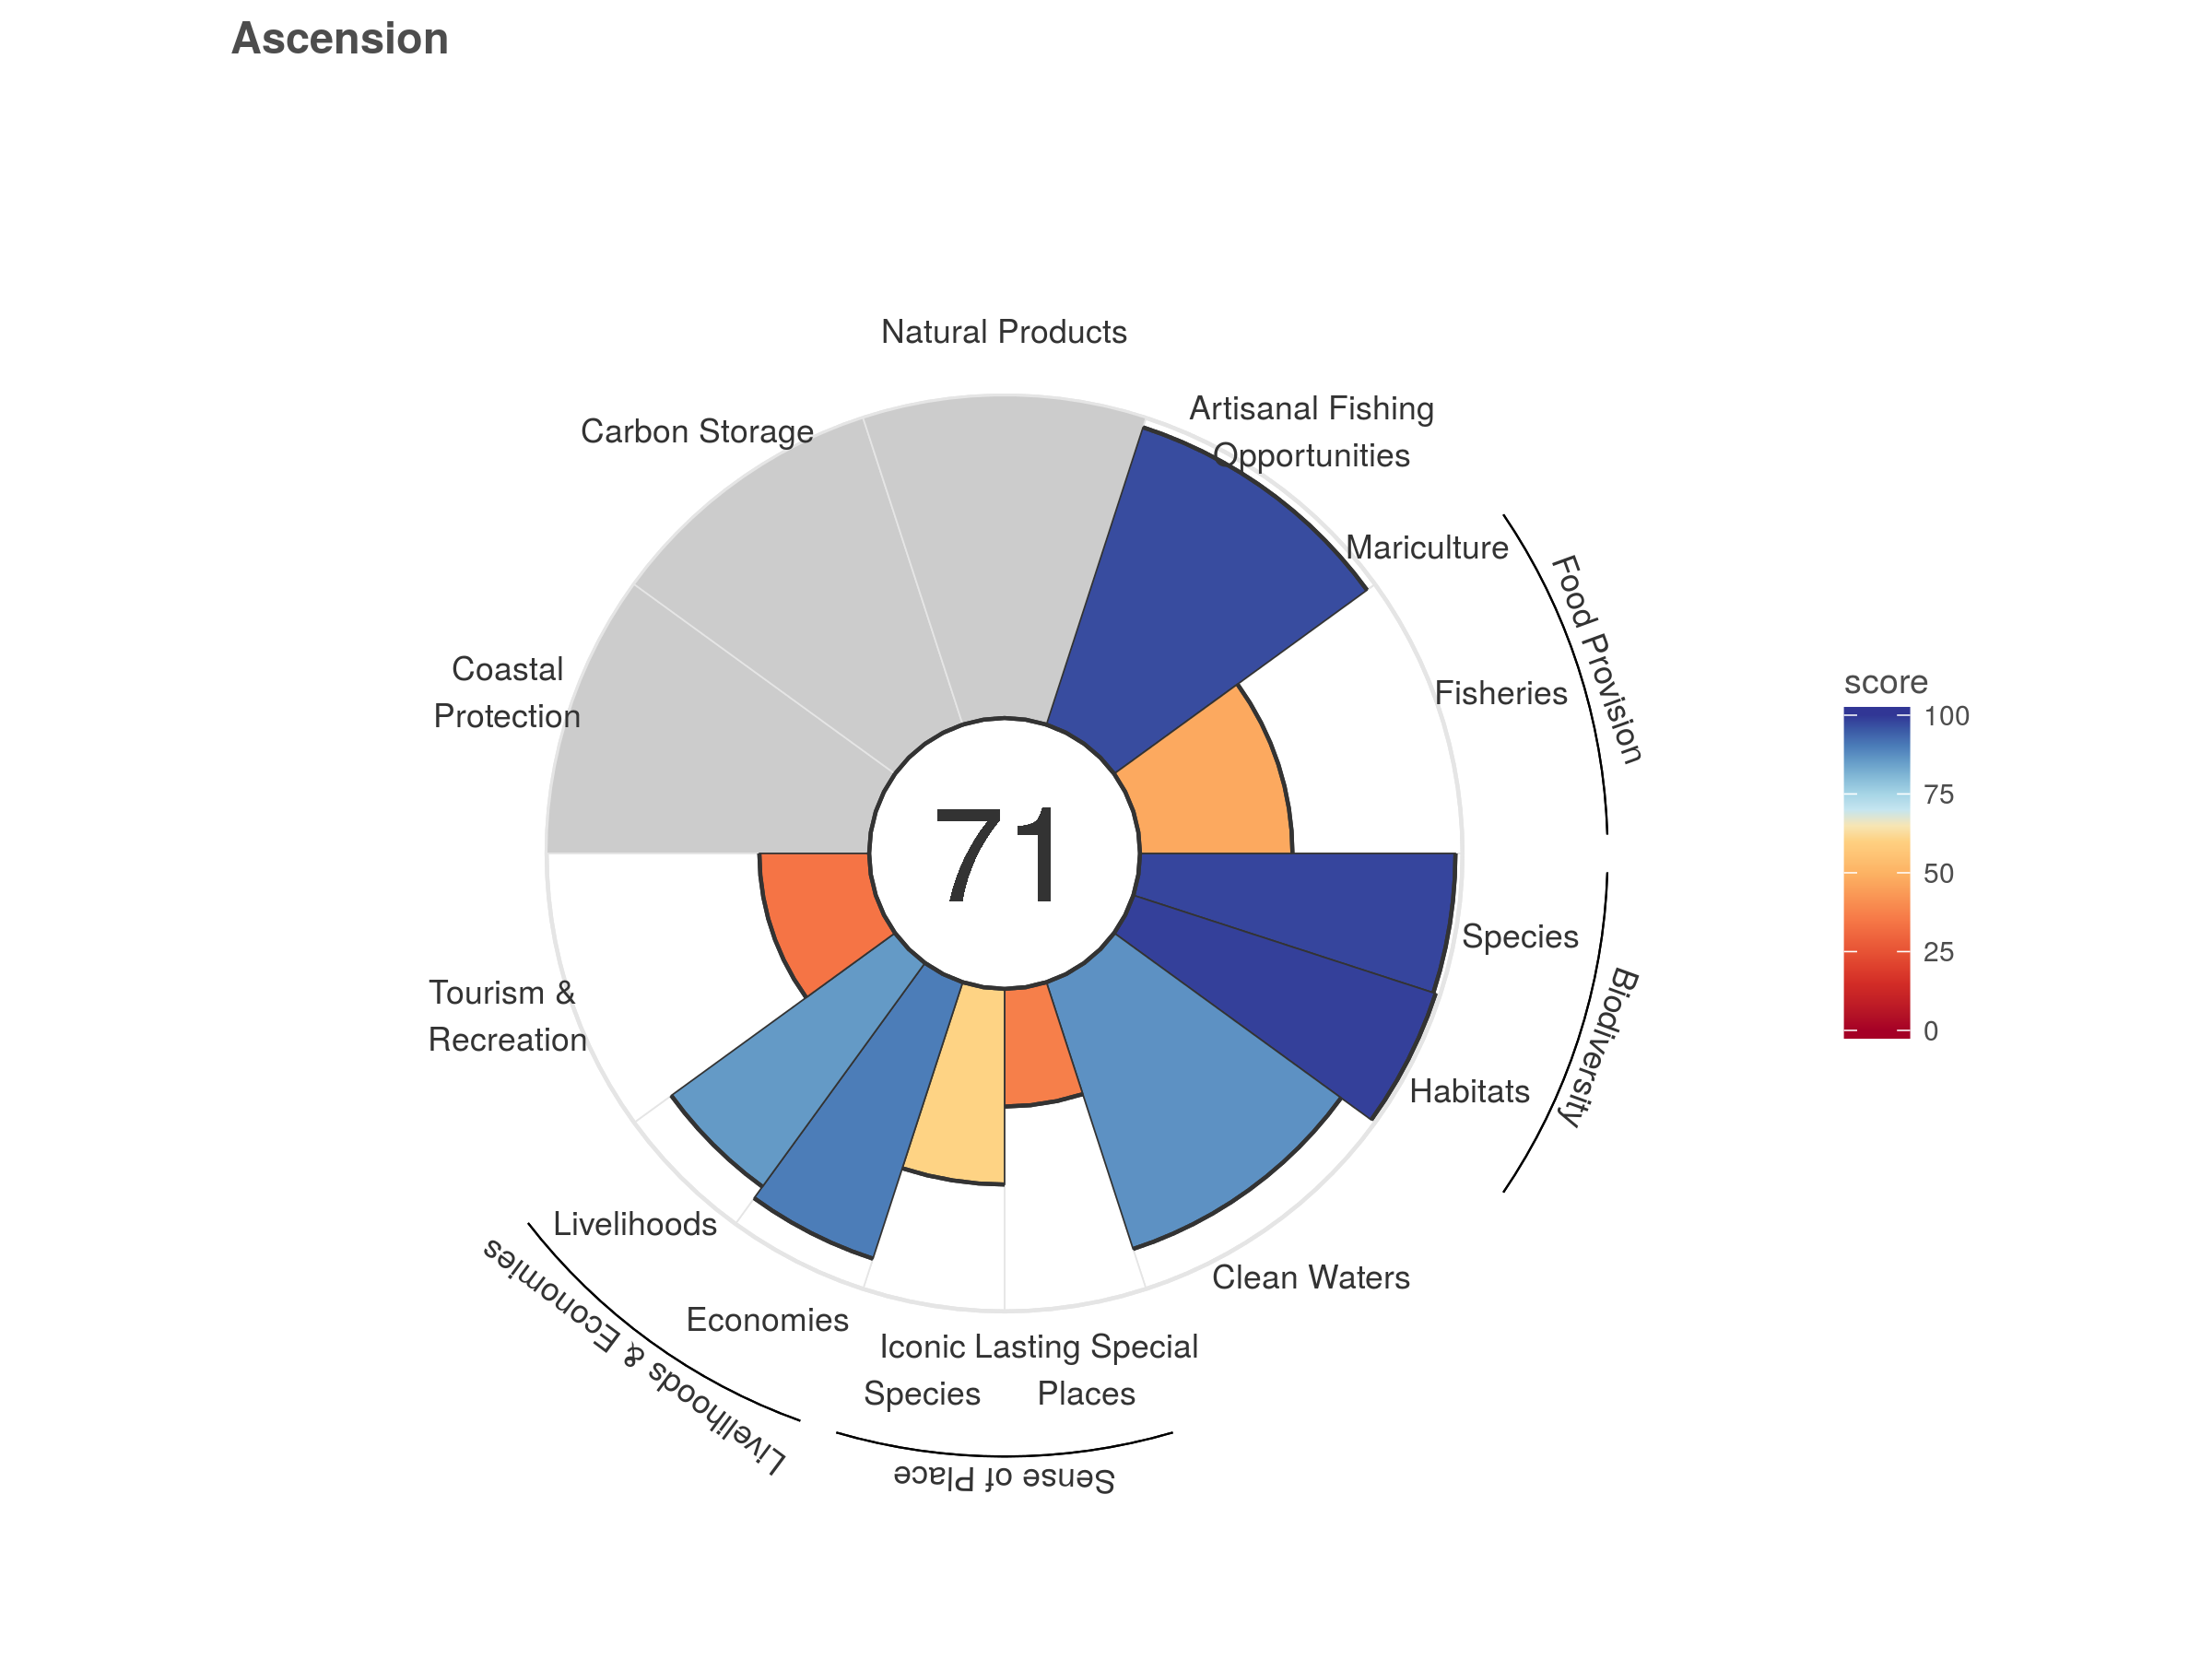 Ascension
Natural Products
Artisanal Fishing
Opportunities
Carbon Storage
Mariculture
Food Provision
Fisheries
Coastal
Protection
score
100
75
50
25
0
71
Species
Biodiversity
Habitats
Tourism &
Recreation
Livelihoods
Clean Waters
Economies
Livelihoods & Economies
Iconic
Species
Lasting Special
Places
Sense of Place